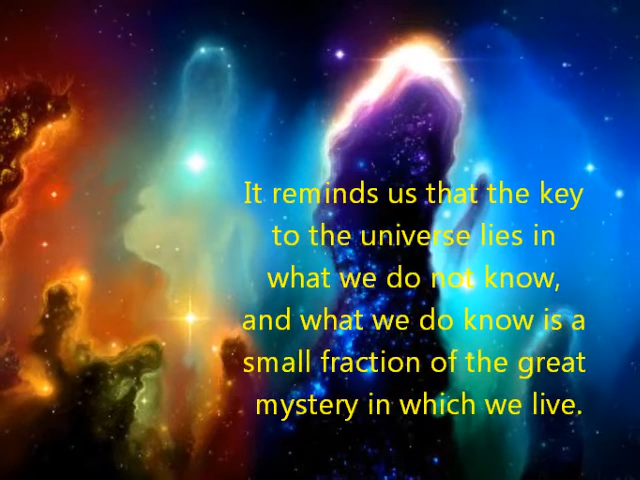 It reminds us that the key
to the universe lies in
what we do not know,
and what we do know is a
small fraction of the great
mystery in which we live.